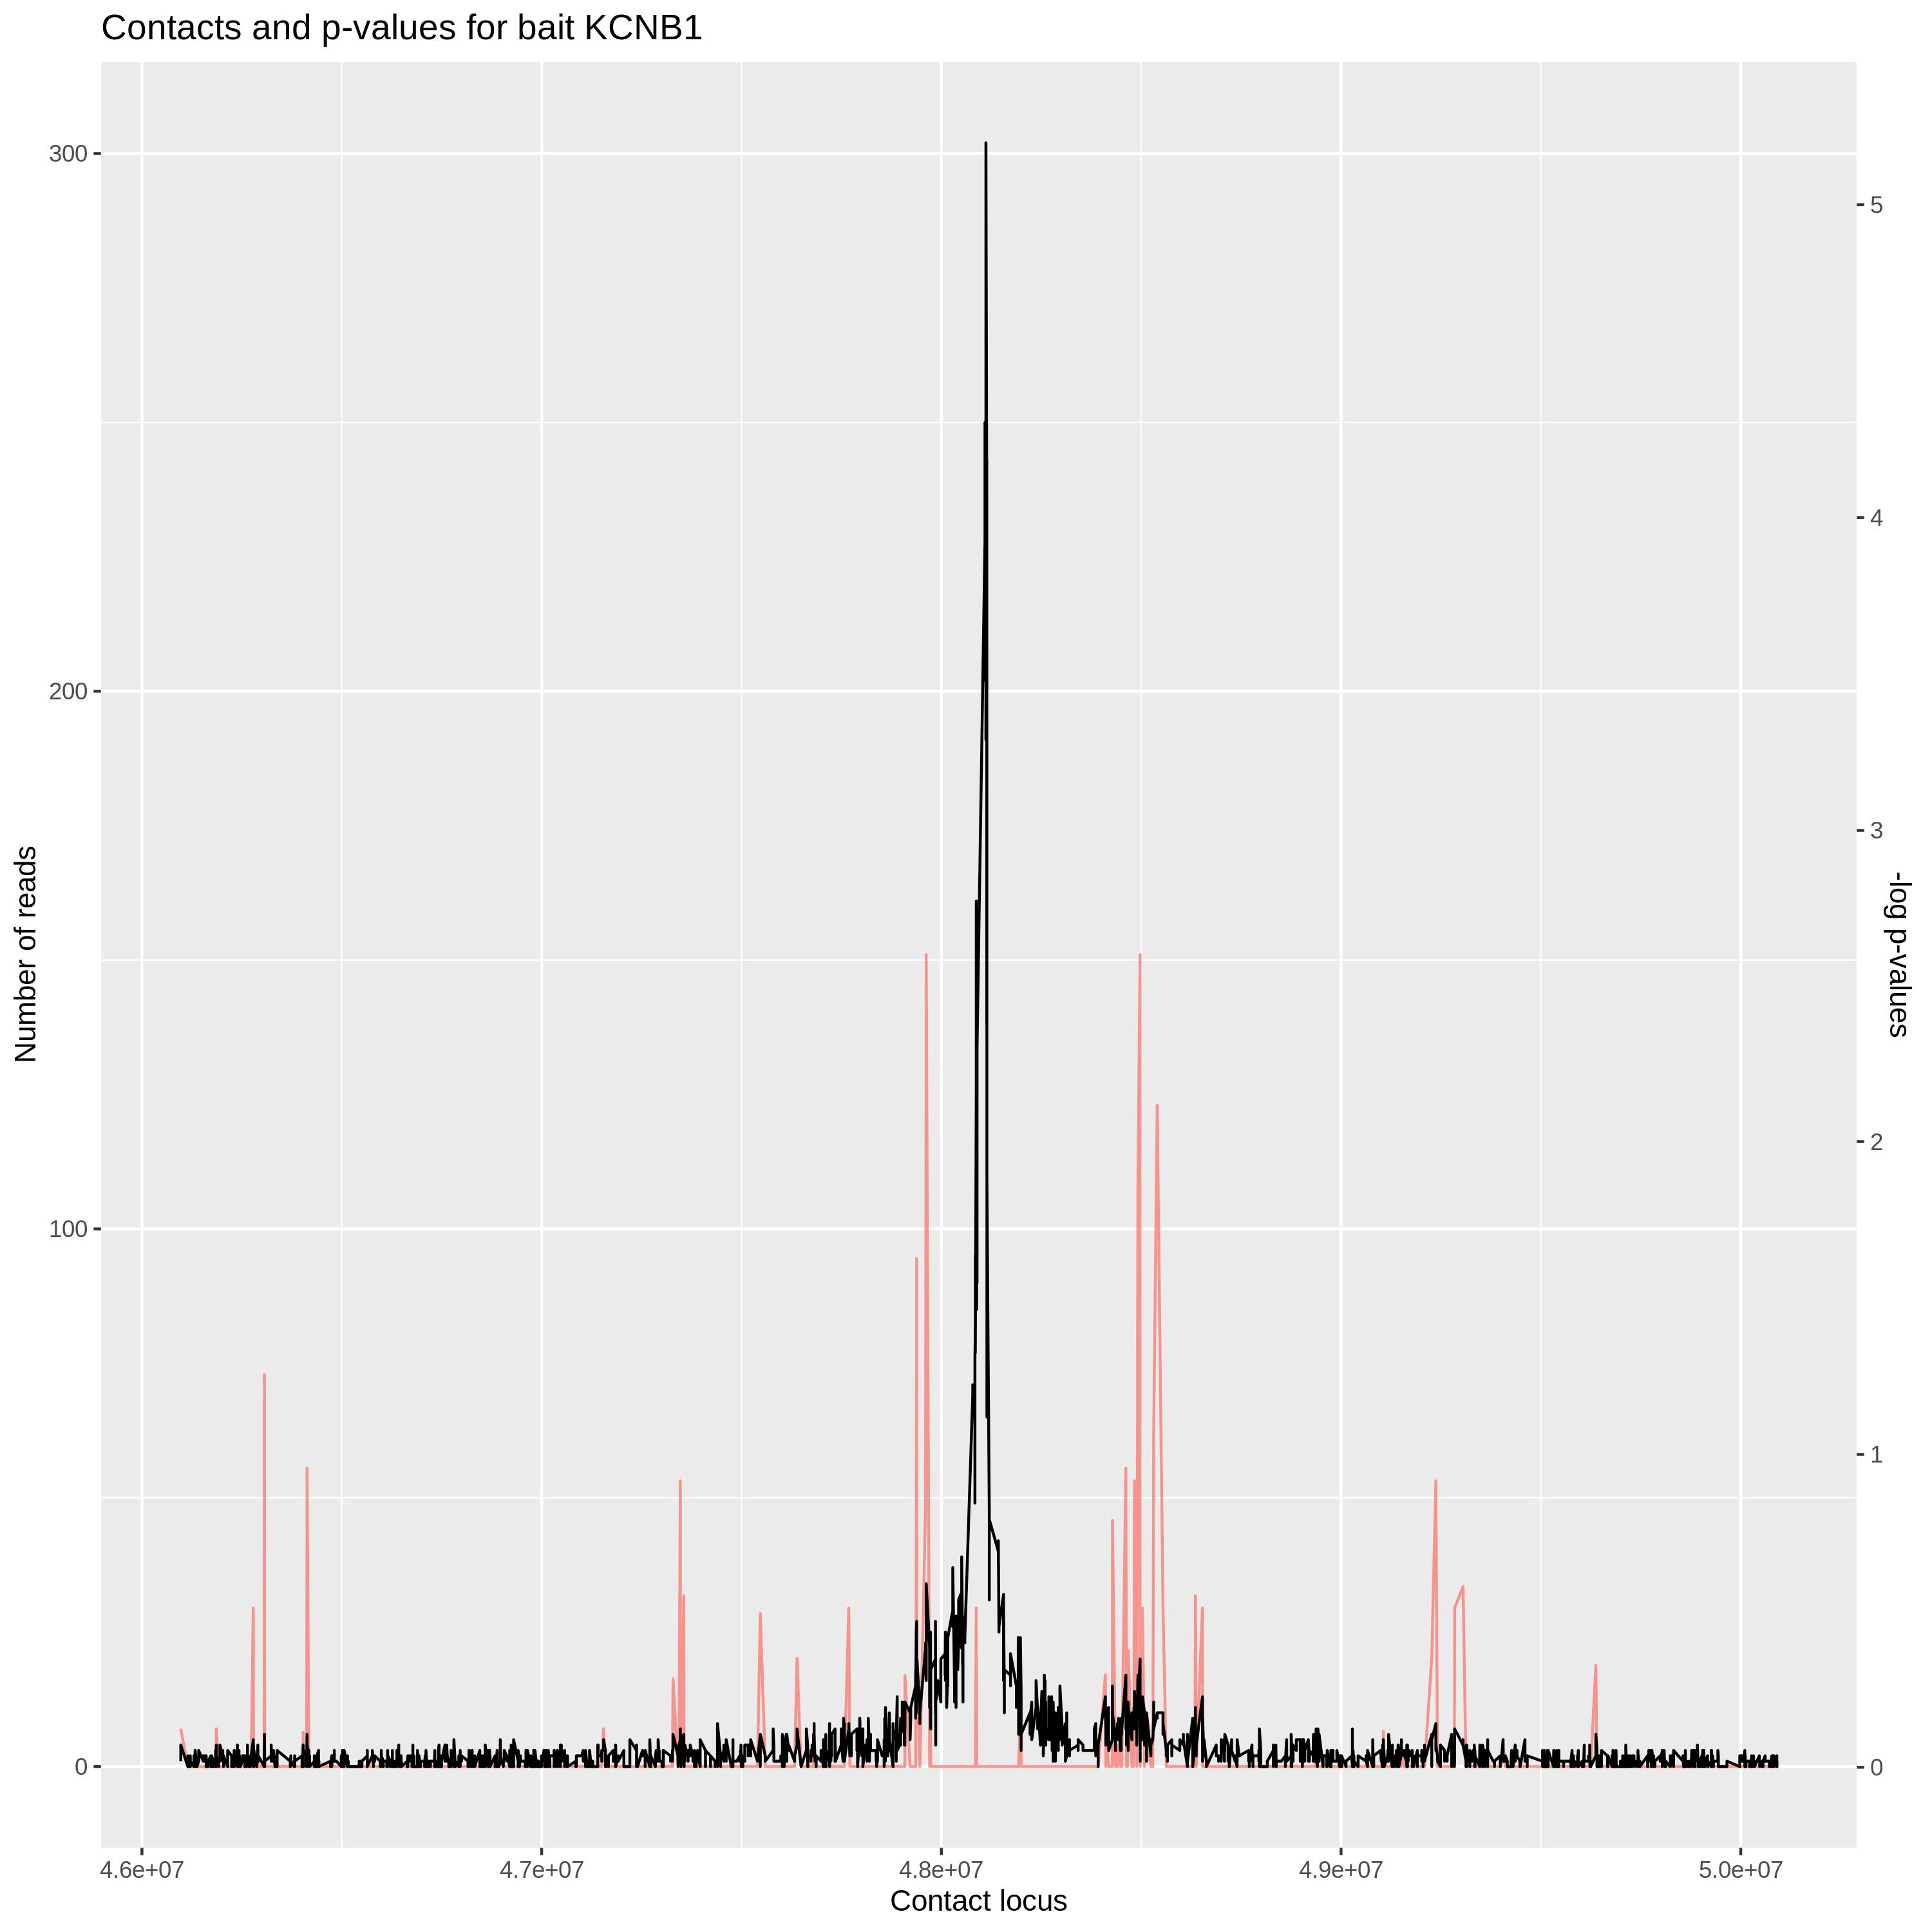 Contacts and p-values for bait KCNB1
Number of reads
300
200
100
0
5
4
3
2
1
0
-log p-values
4.6e+07
4.7e+07
4.8e+07
4.9e+07
5.0e+07
Contact locus